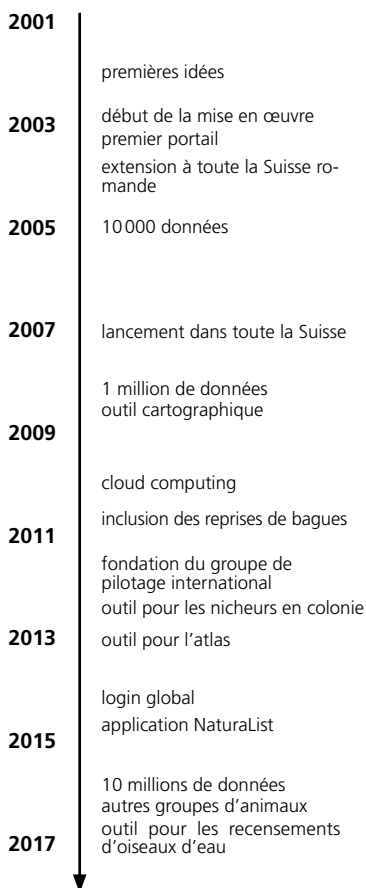 2001
premières idées
2003
début de la mise en œuvre
premier portail
extension à toute la Suisse ro-
mande
2005
10 000 données
2007
lancement dans toute la Suisse
1 million de données
outil cartographique
2009
cloud computing
inclusion des reprises de bagues
2011
fondation du groupe de
pilotage international
outil pour les nicheurs en colonie
2013
outil pour l'atlas
login global
application NaturaList
2015
10 millions de données
autres groupes d'animaux
outil pour les recensements
2017
d'oiseaux d'eau